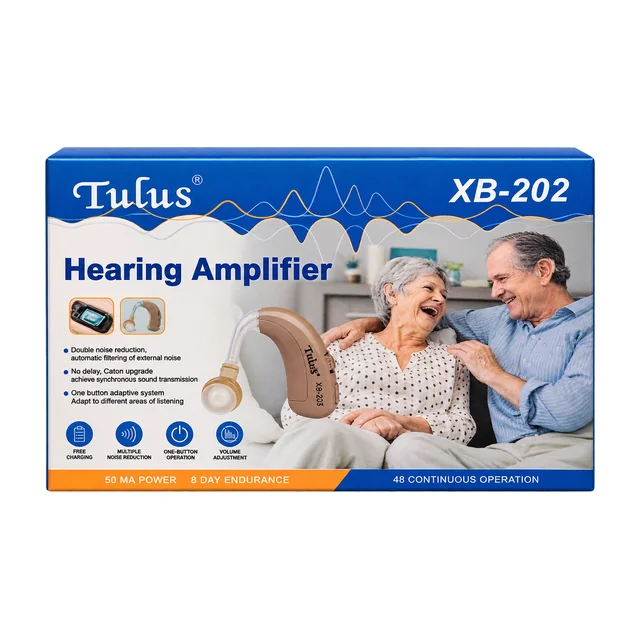 Tulus®
XB-202
Hearing Amplifier
Double noise reduction,
automatic filtering of external noise
No delay, Caton upgrade
achieve synchronous sound transmission
One button adaptive system
Adapt to different areas of listening
Tulus®
XB-203
FREE
CHARGING
MULTIPLE
NOISE REDUCTION
ONE-BUTTON
OPERATION
VOLUME
ADJUSTMENT
50 MA POWER 8 DAY ENDURANCE
48 CONTINUOUS OPERATION